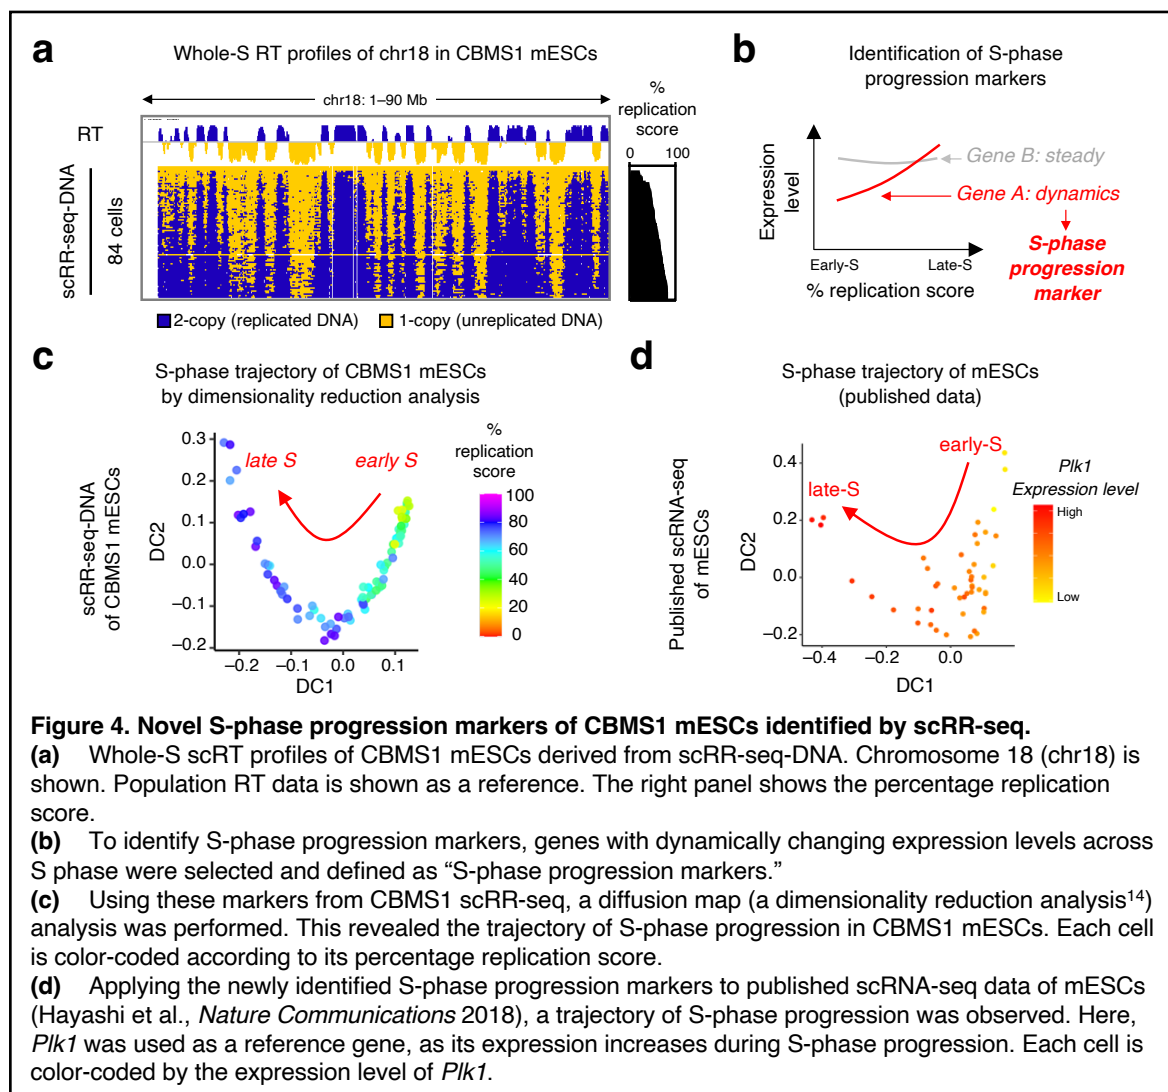 a
Whole-S RT profiles of chr18 in CBMS1 mESCs
chr18: 1–90 Mb
%
replication
score
0 100
RT
scRR-seq-DNA
84 cells
2-copy (replicated DNA) 1-copy (unreplicated DNA)
b
Identification of S-phase
progression markers
Expression
level
Gene B: steady
Gene A: dynamics
S-phase
progression
marker
Early-S Late-S
% replication score
c
S-phase trajectory of CBMS1 mESCs
by dimensionality reduction analysis
scRR-seq-DNA
of CBMS1 mESCs
DC2
0.3
0.2
0.1
0.0
−0.1
−0.2
late S early S
−0.2 −0.1 0.0 0.1
DC1
%
replication
score
100
80
60
40
20
0
d
S-phase trajectory of mESCs
(published data)
Published scRNA-seq
of mESCs
DC2
0.4
0.2
0.0
−0.2
early-S
late-S
−0.4 0.0
DC1
Plk1
Expression level
High
Low
Figure 4. Novel S-phase progression markers of CBMS1 mESCs identified by scRR-seq.
(a) Whole-S scRT profiles of CBMS1 mESCs derived from scRR-seq-DNA. Chromosome 18 (chr18) is
shown. Population RT data is shown as a reference. The right panel shows the percentage replication
score.
(b) To identify S-phase progression markers, genes with dynamically changing expression levels across
S phase were selected and defined as “S-phase progression markers.”
(c) Using these markers from CBMS1 scRR-seq, a diffusion map (a dimensionality reduction analysis14)
analysis was performed. This revealed the trajectory of S-phase progression in CBMS1 mESCs. Each cell
is color-coded according to its percentage replication score.
(d) Applying the newly identified S-phase progression markers to published scRNA-seq data of mESCs
(Hayashi et al., Nature Communications 2018), a trajectory of S-phase progression was observed. Here,
Plk1 was used as a reference gene, as its expression increases during S-phase progression. Each cell is
color-coded by the expression level of Plk1.